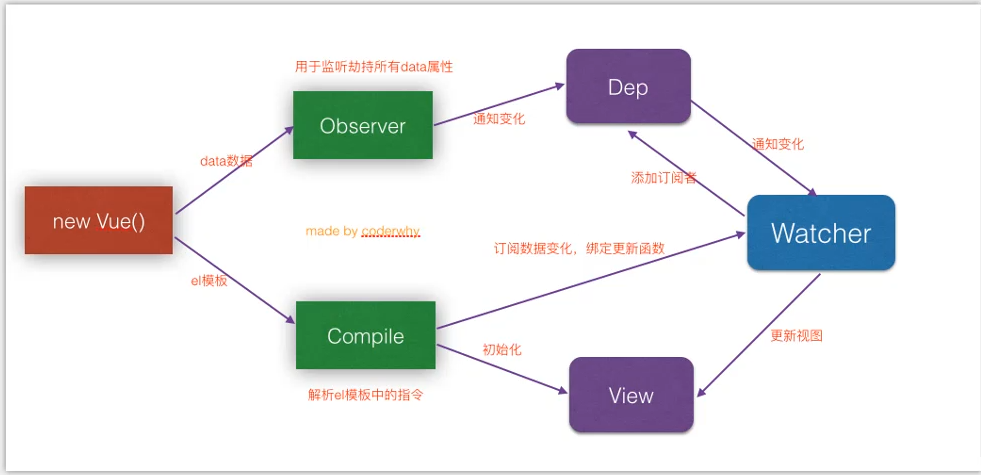 用于监听劫持所有data属性
Observer
Dep
通知变化
通知变化
data数据
添加订阅者
new Vue()
made by coderwhy
Watcher
订阅数据变化，绑定更新函数
el模板
Compile
初始化
更新视图
解析el模板中的指令
View